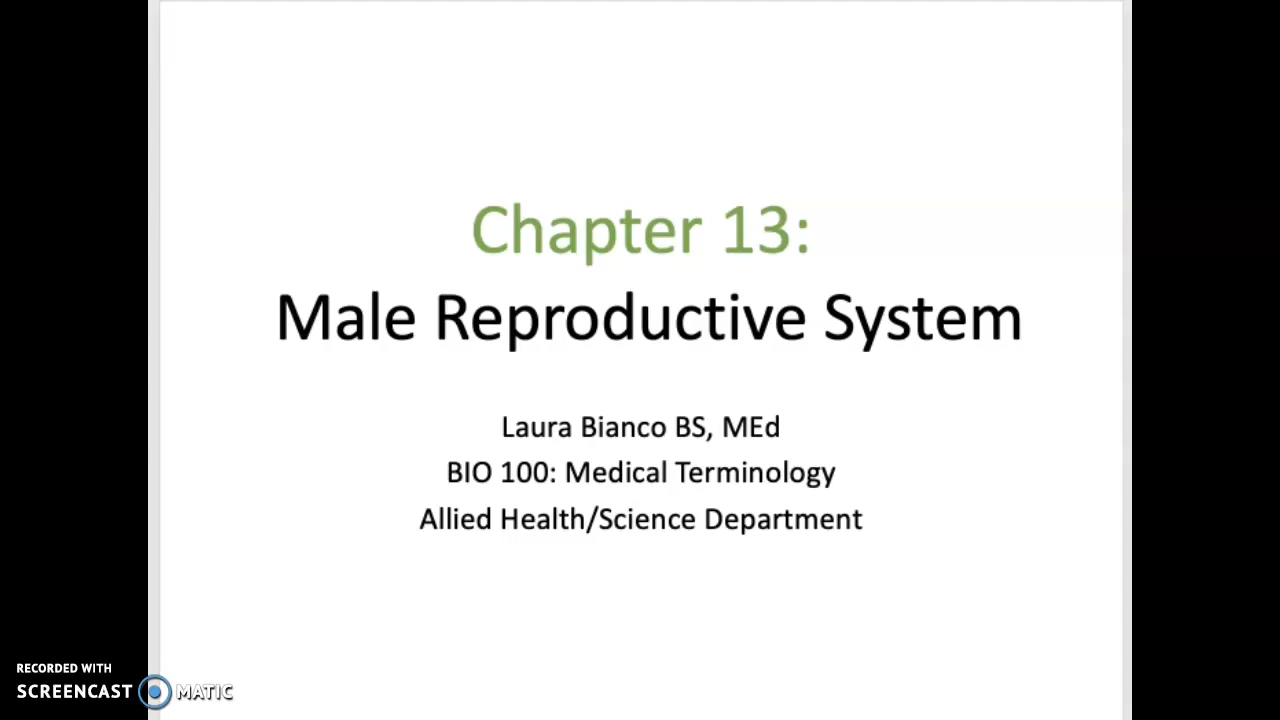 Chapter 13:
Male Reproductive System
Laura Bianco BS, MEd
BIO 100: Medical Terminology
Allied Health/Science Department
RECORDED WITH
SCREENCAST MATIC